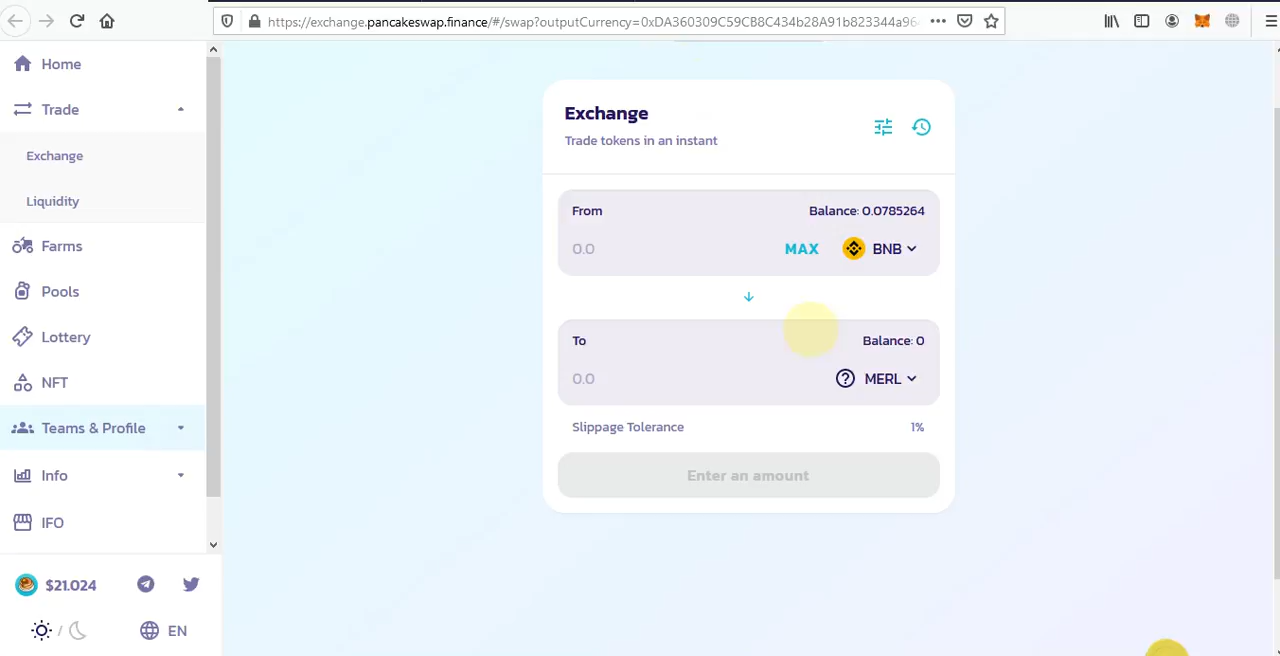 https://exchange.pancakeswap.finance/#/swap?outputCurrency=0xDA360309C59CB8C434b28A91b823344a96
Home
Trade
Exchange
Liquidity
Farms
Pools
Lottery
NFT
Teams & Profile
Info
IFO
$21.024
/
EN
Exchange
Trade tokens in an instant
From
Balance: 0.0785264
0.0
MAX
BNB
To
Balance: 0
0.0
MERL
Slippage Tolerance
1%
Enter an amount